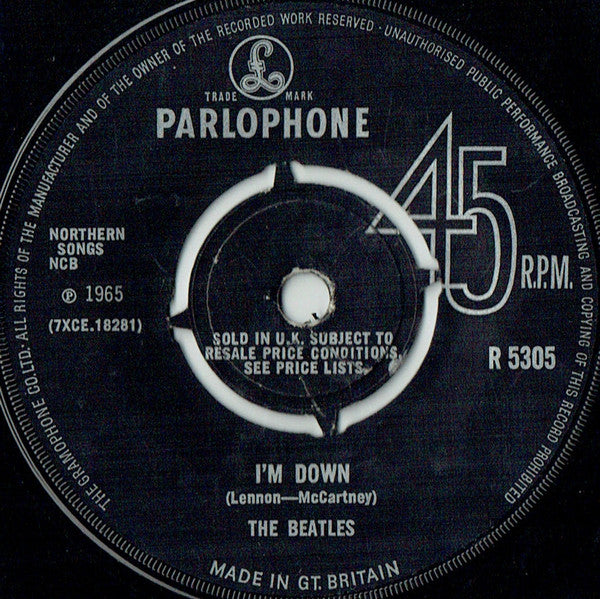 THE GRAMOPHONE CO. LTD. ALL RIGHTS OF THE MANUFACTURER AND OF THE OWNER OF THE RECORDED WORK RESERVED · UNAUTHORISED PUBLIC PERFORMANCE BROADCASTING AND COPYING OF THIS RECORD PROHIBITED
£
TRADE MARK
PARLOPHONE
45
R.P.M.
NORTHERN
SONGS
NCB
℗ 1965
(7XCE.18281)
SOLD IN U.K. SUBJECT TO
RESALE PRICE CONDITIONS,
SEE PRICE LISTS.
R 5305
I'M DOWN
(Lennon—McCartney)
THE BEATLES
MADE IN GT. BRITAIN